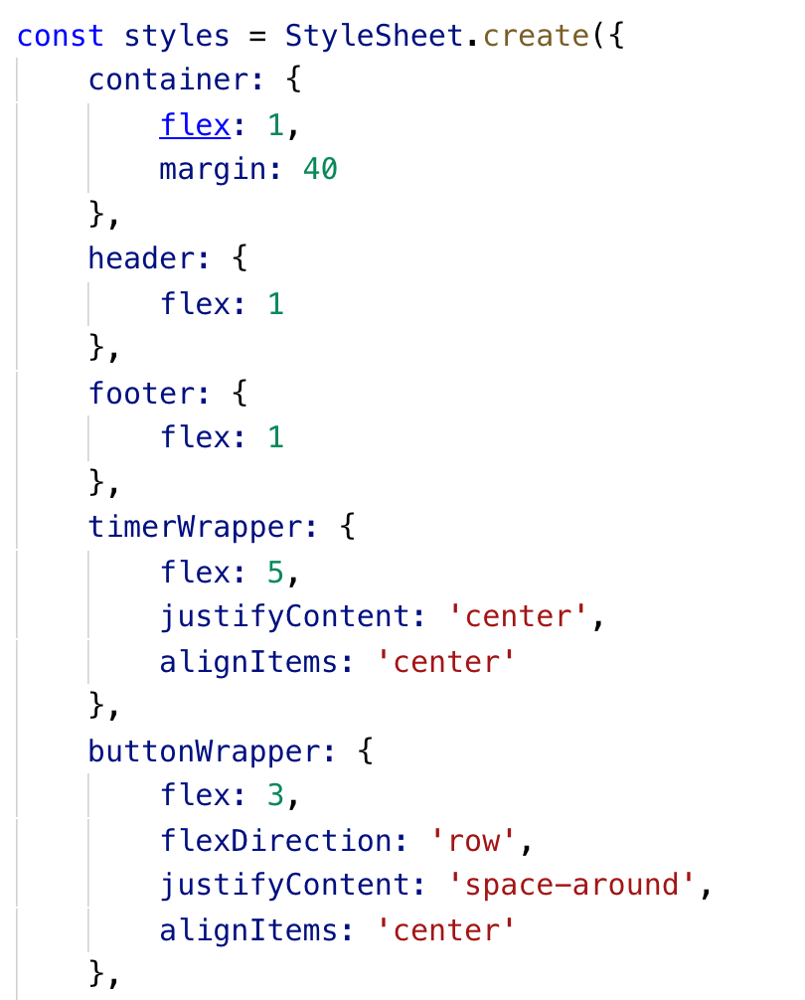 const styles = StyleSheet.create({
    container: {
        flex: 1,
        margin: 40
    },
    header: {
        flex: 1
    },
    footer: {
        flex: 1
    },
    timerWrapper: {
        flex: 5,
        justifyContent: 'center',
        alignItems: 'center'
    },
    buttonWrapper: {
        flex: 3,
        flexDirection: 'row',
        justifyContent: 'space-around',
        alignItems: 'center'
    },